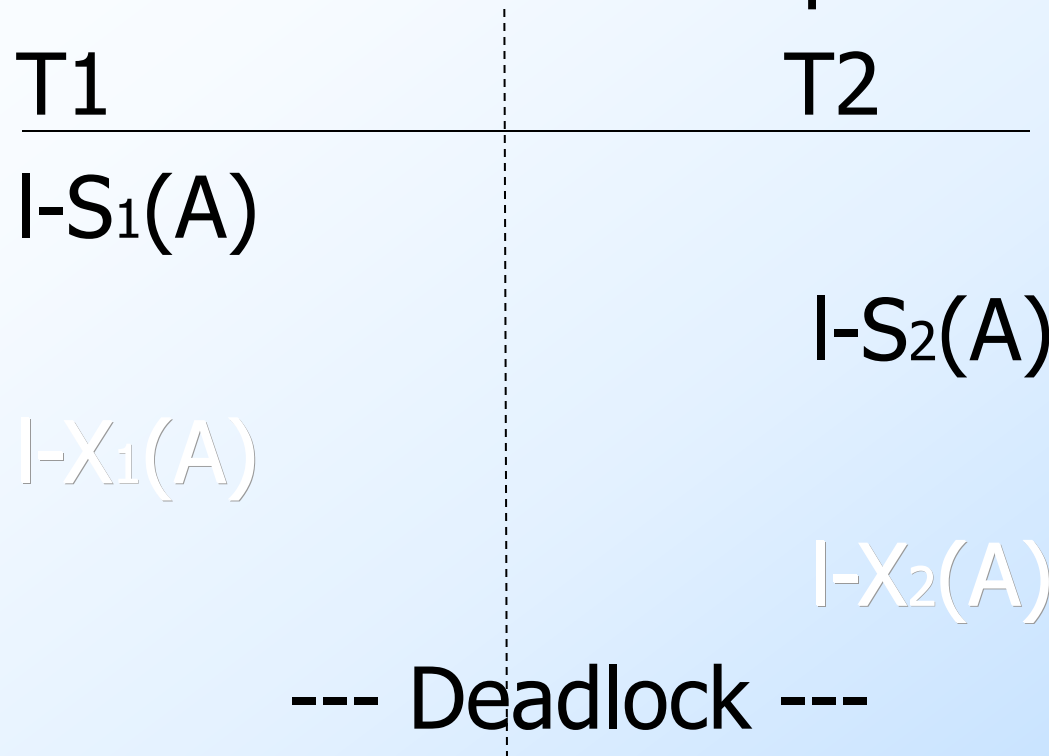 T1 T2
l-S1(A)
l-S2(A)
l-X1(A)
l-X2(A)
--- Deadlock ---